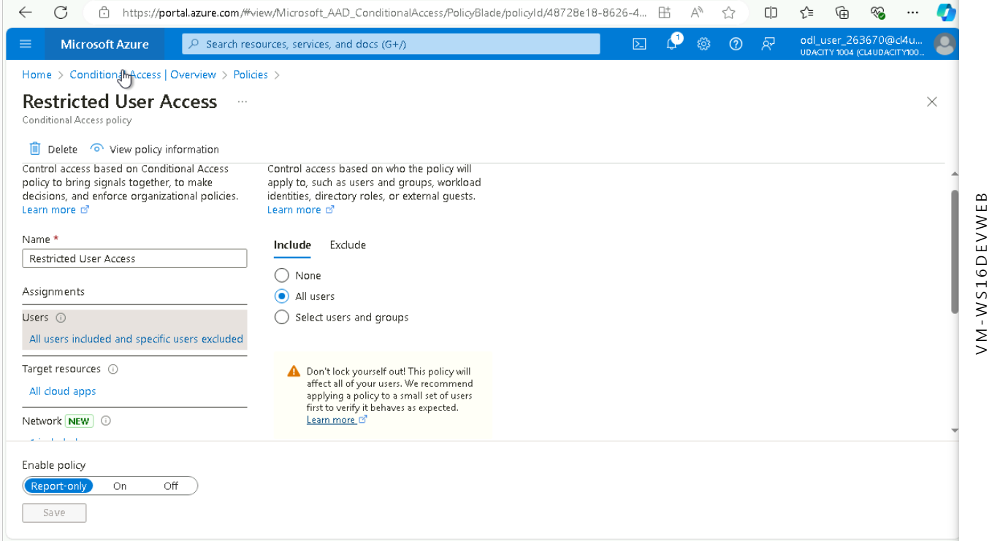 https://portal.azure.com/#view/Microsoft_AAD_ConditionalAccess/PolicyBlade/policyId/48728e18-8626-4...
Microsoft Azure
Search resources, services, and docs (G+/)
1
odl_user_263670@cl4u...
UDACITY 1004 (CL4UDACITY100...
Home > Conditional Access | Overview > Policies >
Restricted User Access ...
Conditional Access policy
Delete
View policy information
Control access based on Conditional Access
policy to bring signals together, to make
decisions, and enforce organizational policies.
Learn more
Control access based on who the policy will
apply to, such as users and groups, workload
identities, directory roles, or external guests.
Learn more
Name *
Restricted User Access
Assignments
Users
All users included and specific users excluded
Target resources
All cloud apps
Network NEW
Include Exclude
None
All users
Select users and groups
Don't lock yourself out! This policy will
affect all of your users. We recommend
applying a policy to a small set of users
first to verify it behaves as expected.
Learn more
Enable policy
Report-only On Off
Save
VM-WS16DEVWEB